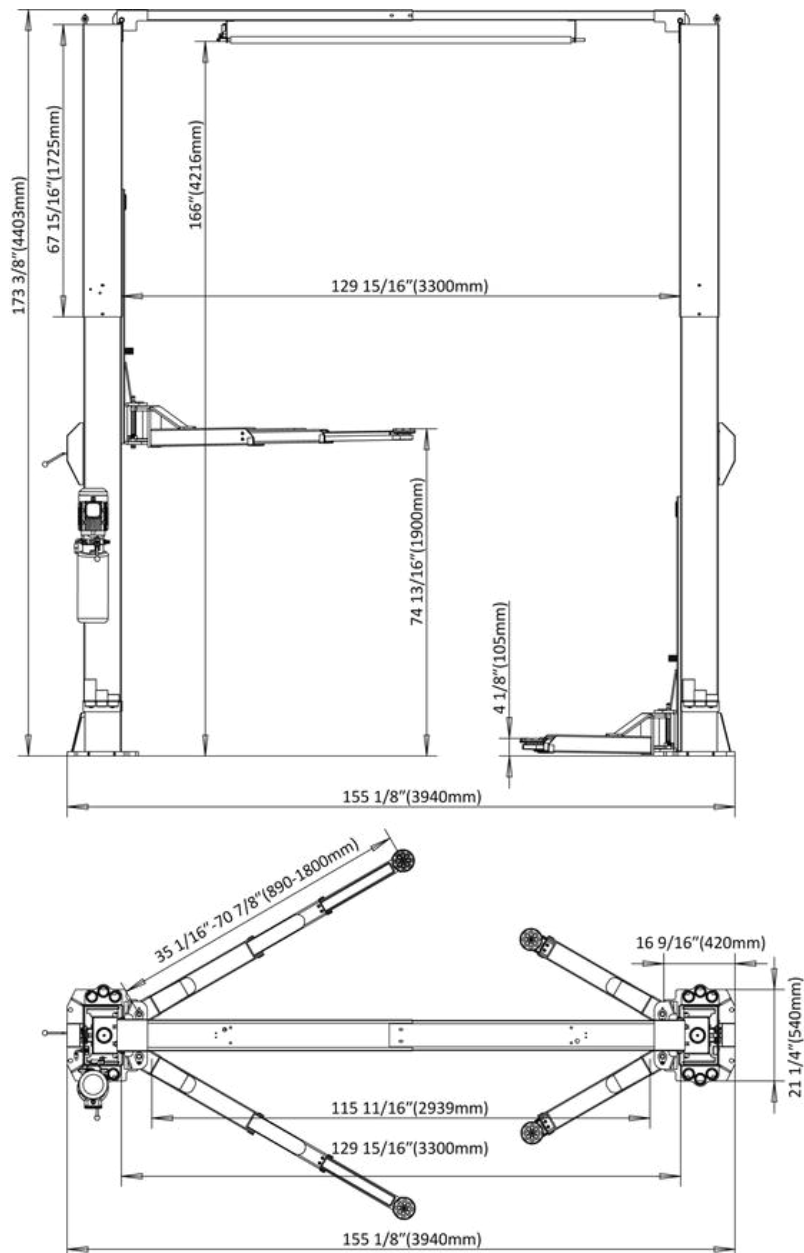 173 3/8″(4403mm)
67 15/16″(1725mm)
166″(4216mm)
129 15/16″(3300mm)
74 13/16″(1900mm)
4 1/8″(105mm)
155 1/8″(3940mm)
35 1/16″-70 7/8″(890-1800mm)
16 9/16″(420mm)
21 1/4″(540mm)
115 11/16″(2939mm)
129 15/16″(3300mm)
155 1/8″(3940mm)